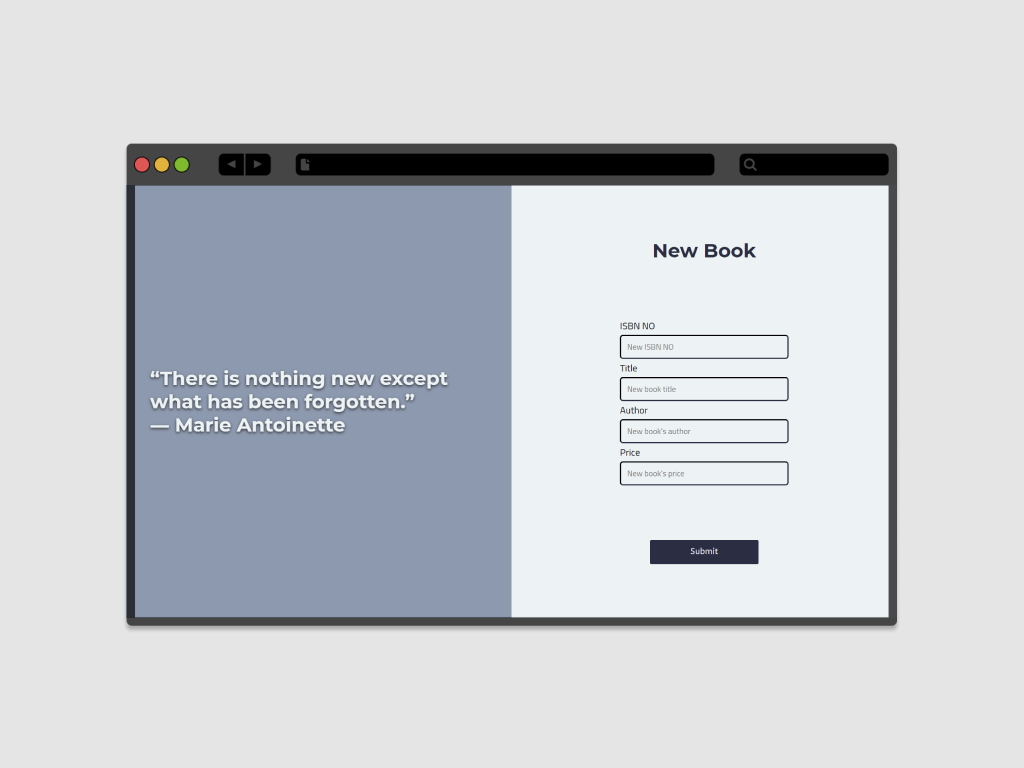 “There is nothing new except
what has been forgotten.”
— Marie Antoinette
New Book
ISBN NO
New ISBN NO
Title
New book title
Author
New book's author
Price
New book's price
Submit